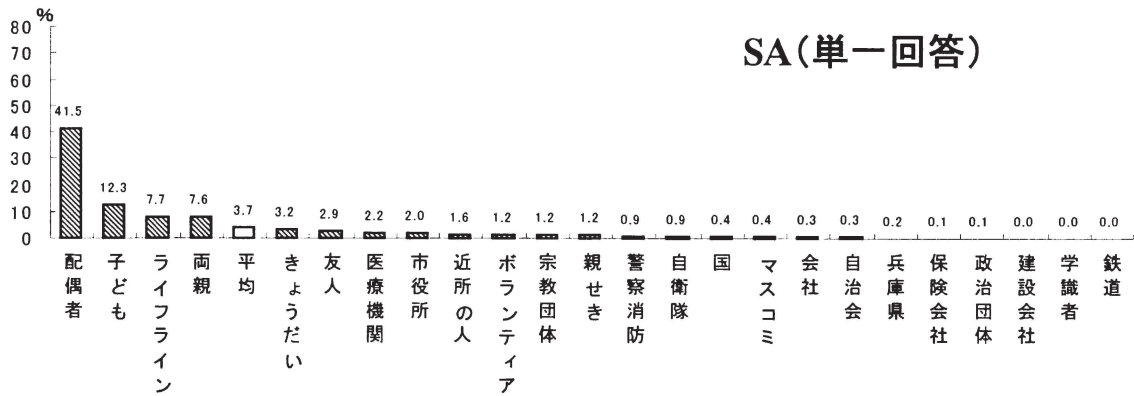 %
SA(単一回答)
80
70
60
50
40
30
20
10
0
41.5
12.3
7.7
7.6
3.7
3.2
2.9
2.2
2.0
1.6
1.2
1.2
1.2
0.9
0.9
0.4
0.4
0.3
0.3
0.2
0.1
0.1
0.0
0.0
0.0
配偶者
子ども
ライフライン
両親
平均
きょうだい
友人
医療機関
市役所
近所の人
ボランティア
宗教団体
親せき
警察消防
自衛隊
国
マスコミ
会社
自治会
兵庫県
保険会社
政治団体
建設会社
学識者
鉄道